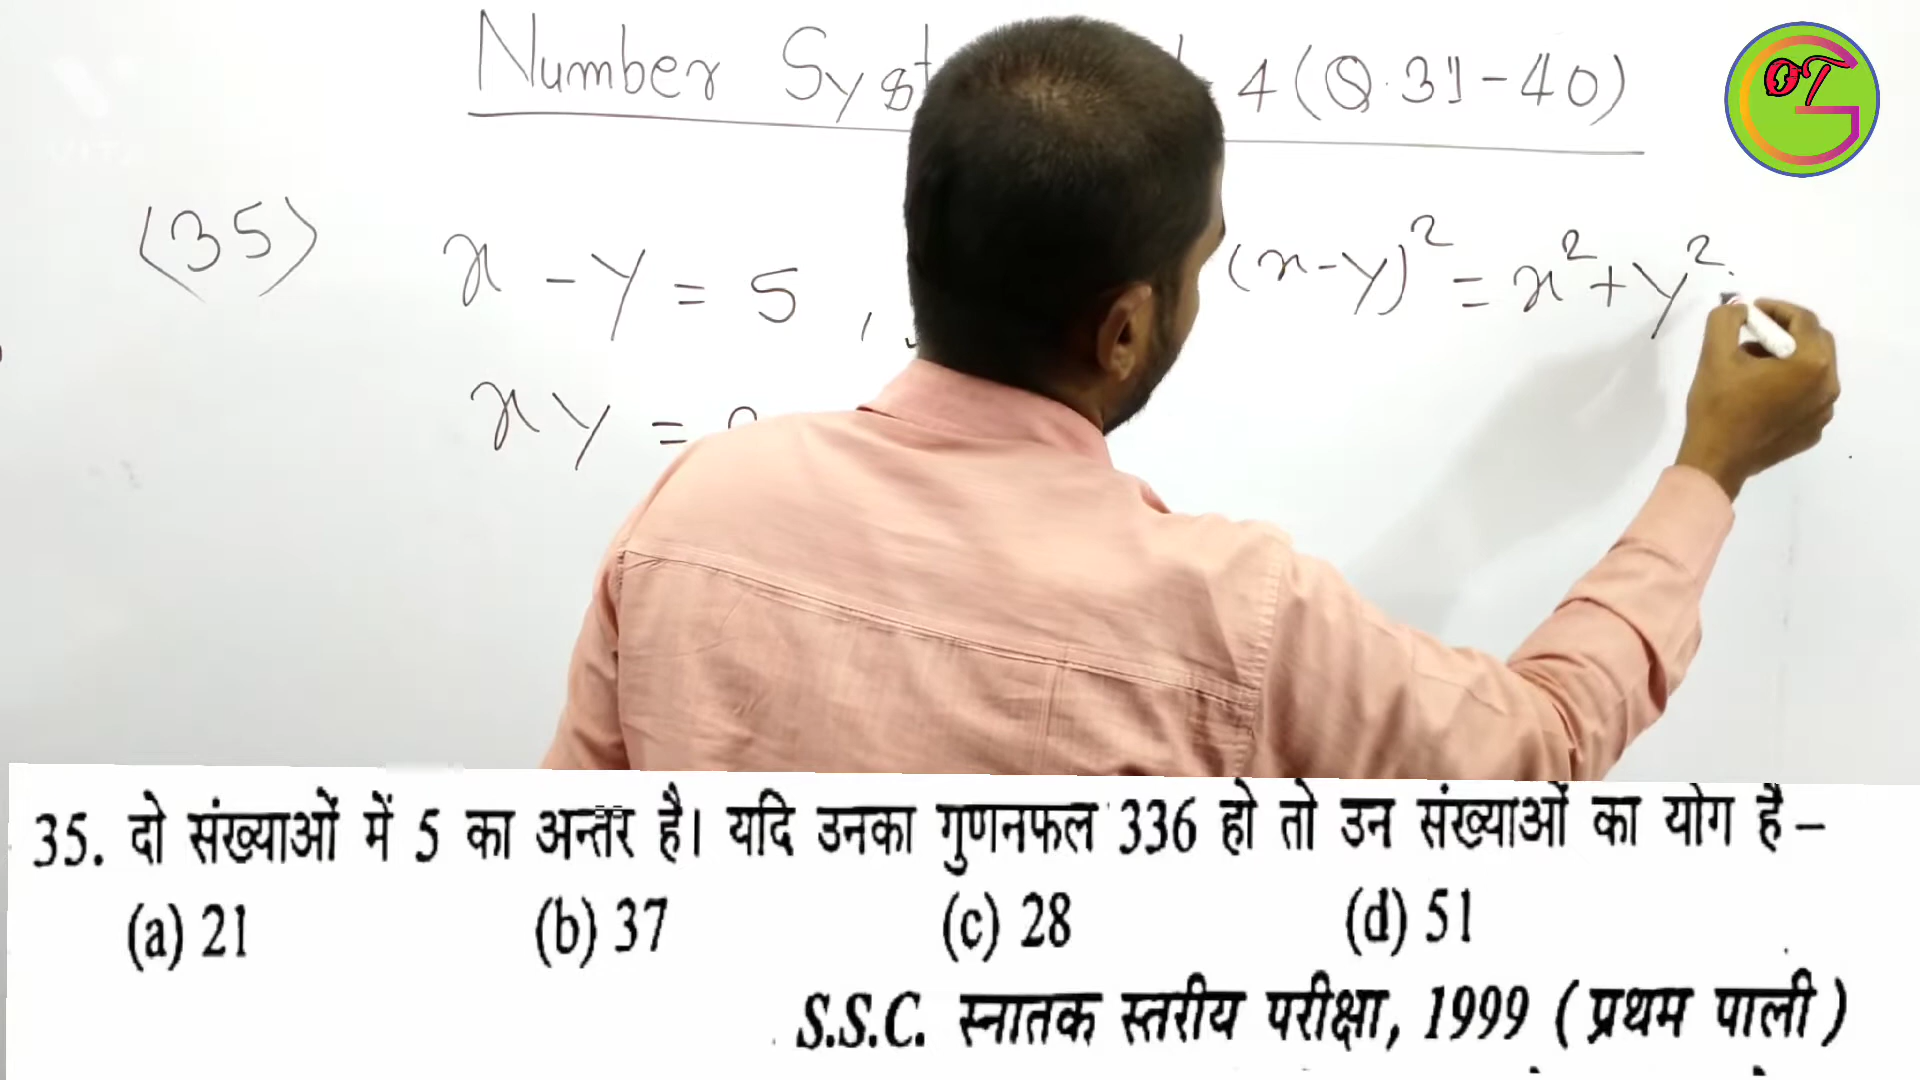 Number Syst 4 (Q.31-40)
OTG
(35) x - y = 5 , (x-y)² = x² + y²
xy =
35. दो संख्याओं में 5 का अन्तर है। यदि उनका गुणनफल 336 हो तो उन संख्याओं का योग है –
(a) 21 (b) 37 (c) 28 (d) 51
S.S.C. स्नातक स्तरीय परीक्षा, 1999 ( प्रथम पाली )